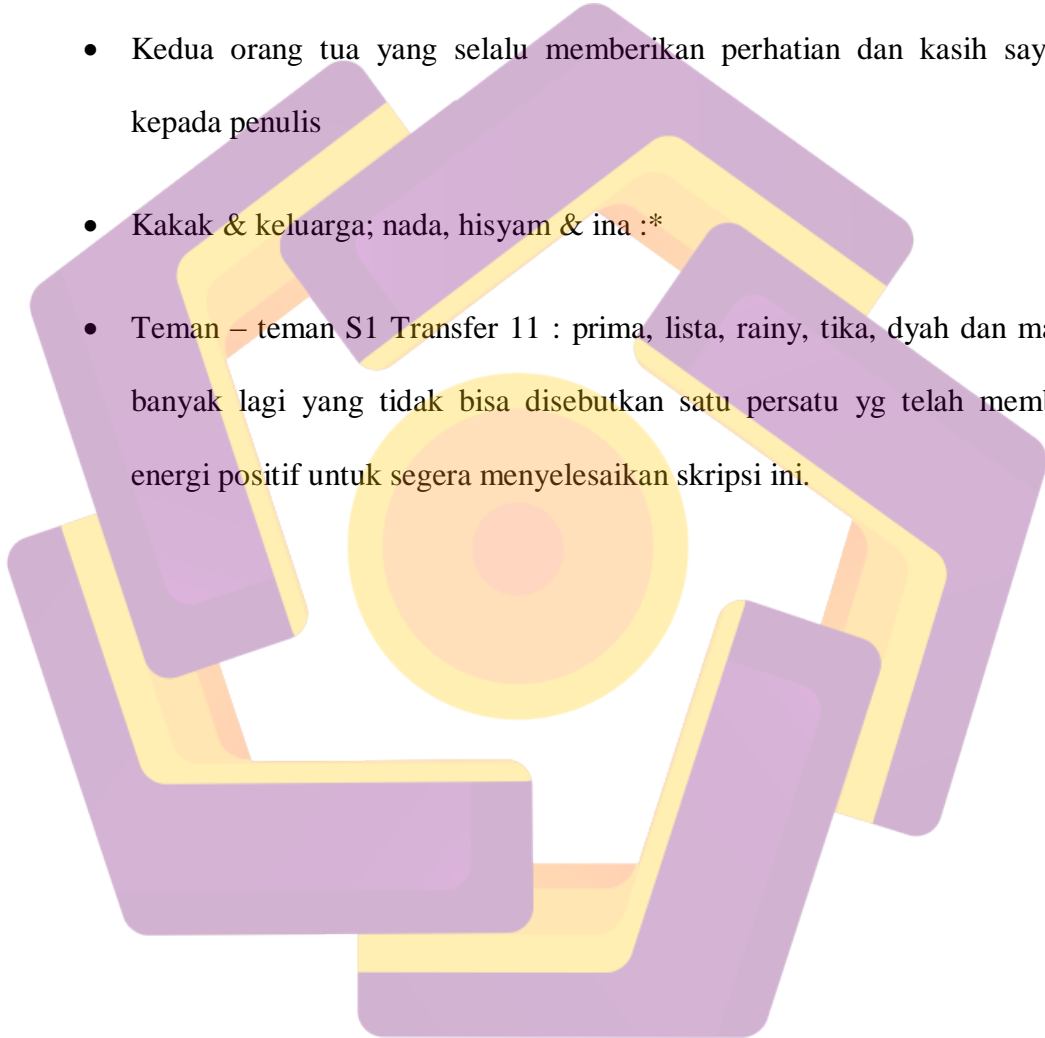 • Kedua orang tua yang selalu memberikan perhatian dan kasih say
kepada penulis
• Kakak & keluarga; nada, hisyam & ina :*
• Teman – teman S1 Transfer 11 : prima, lista, rainy, tika, dyah dan ma
banyak lagi yang tidak bisa disebutkan satu persatu yg telah mem
energi positif untuk segera menyelesaikan skripsi ini.